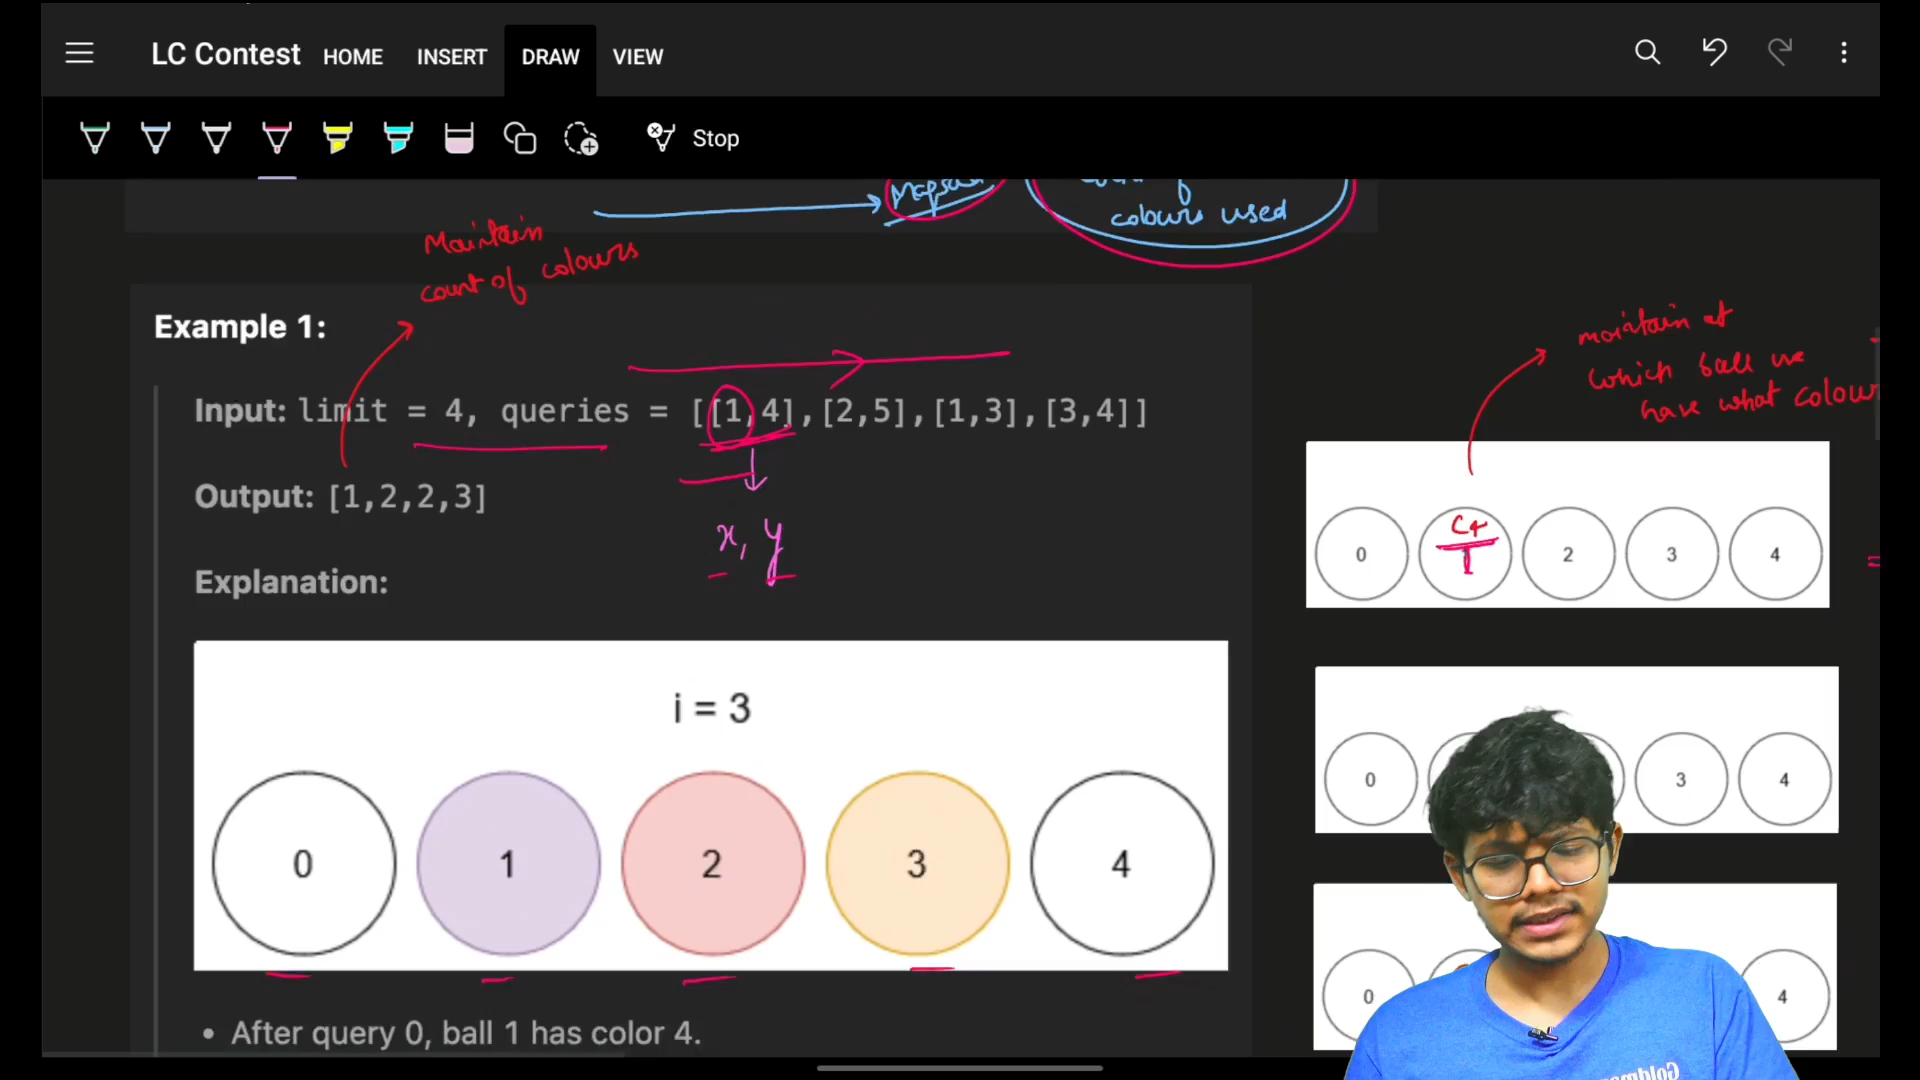 LC Contest HOME INSERT DRAW VIEW
Stop
colours used
Maintain
count of colours
Example 1:
Input: limit = 4, queries = [[1,4],[2,5],[1,3],[3,4]]
Output: [1,2,2,3]
x, y
Explanation:
i = 3
0 1 2 3 4
• After query 0, ball 1 has color 4.
maintain at
which ball we
have what colour
C4
0 1 2 3 4
0 3 4
0 4